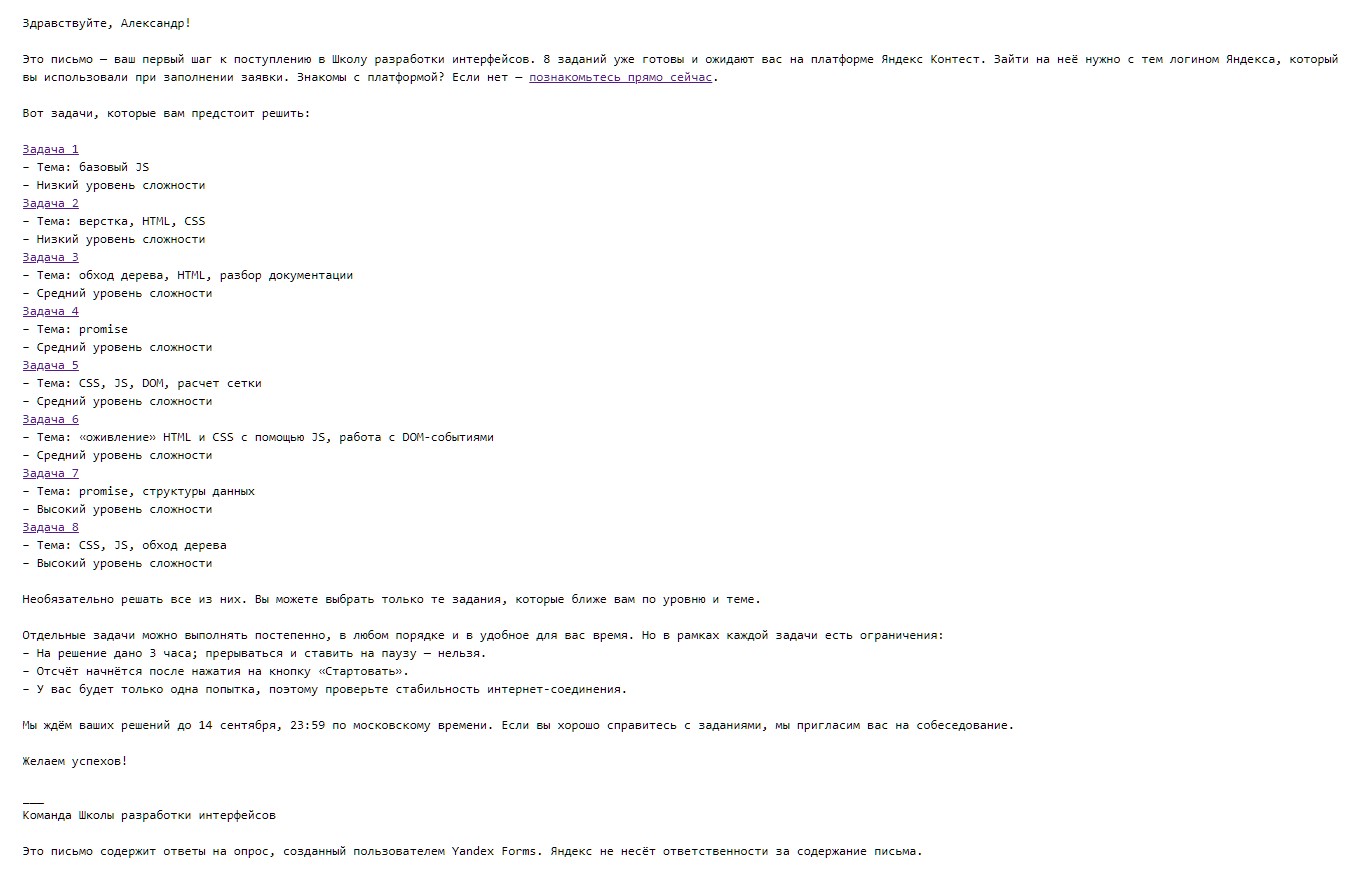 Здравствуйте, Александр!
Это письмо — ваш первый шаг к поступлению в Школу разработки интерфейсов. 8 заданий уже готовы и ожидают вас на платформе Яндекс Контест. Зайти на неё нужно с тем логином Яндекса, который
вы использовали при заполнении заявки. Знакомы с платформой? Если нет — познакомьтесь прямо сейчас.
Вот задачи, которые вам предстоит решить:
Задача 1
– Тема: базовый JS
– Низкий уровень сложности
Задача 2
– Тема: верстка, HTML, CSS
– Низкий уровень сложности
Задача 3
– Тема: обход дерева, HTML, разбор документации
– Средний уровень сложности
Задача 4
– Тема: promise
– Средний уровень сложности
Задача 5
– Тема: CSS, JS, DOM, расчет сетки
– Средний уровень сложности
Задача 6
– Тема: «оживление» HTML и CSS с помощью JS, работа с DOM-событиями
– Средний уровень сложности
Задача 7
– Тема: promise, структуры данных
– Высокий уровень сложности
Задача 8
– Тема: CSS, JS, обход дерева
– Высокий уровень сложности
Необязательно решать все из них. Вы можете выбрать только те задания, которые ближе вам по уровню и теме.
Отдельные задачи можно выполнять постепенно, в любом порядке и в удобное для вас время. Но в рамках каждой задачи есть ограничения:
– На решение дано 3 часа; прерываться и ставить на паузу — нельзя.
– Отсчёт начнётся после нажатия на кнопку «Стартовать».
– У вас будет только одна попытка, поэтому проверьте стабильность интернет-соединения.
Мы ждём ваших решений до 14 сентября, 23:59 по московскому времени. Если вы хорошо справитесь с заданиями, мы пригласим вас на собеседование.
Желаем успехов!
___
Команда Школы разработки интерфейсов
Это письмо содержит ответы на опрос, созданный пользователем Yandex Forms. Яндекс не несёт ответственности за содержание письма.